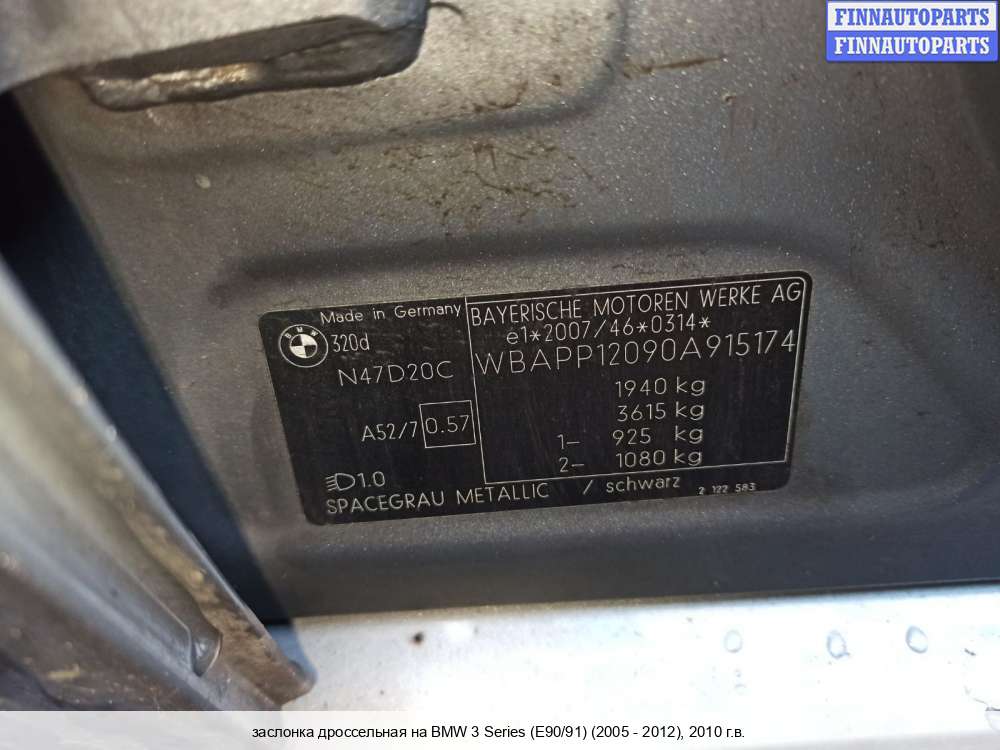 FINNAUTOPARTS
FINNAUTOPARTS
Made in Germany
BMW
320d
N47D20C
A52/7 0.57
1.0
SPACEGRAU METALLIC / schwarz
BAYERISCHE MOTOREN WERKE AG
e1*2007/46*0314*
WBAPP12090A915174
1940 kg
3615 kg
1- 925 kg
2- 1080 kg
2 122 583
заслонка дроссельная на BMW 3 Series (E90/91) (2005 - 2012), 2010 г.в.